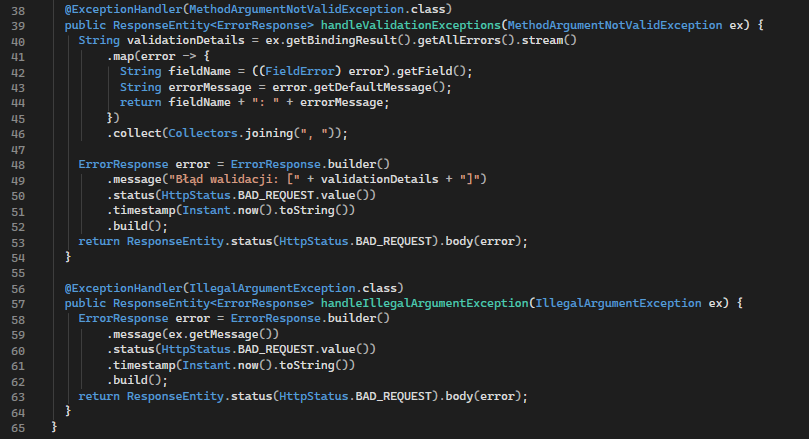 38 @ExceptionHandler(MethodArgumentNotValidException.class)
39 public ResponseEntity<ErrorResponse> handleValidationExceptions(MethodArgumentNotValidException ex) {
40 String validationDetails = ex.getBindingResult().getAllErrors().stream()
41 .map(error -> {
42 String fieldName = ((FieldError) error).getField();
43 String errorMessage = error.getDefaultMessage();
44 return fieldName + ": " + errorMessage;
45 })
46 .collect(Collectors.joining(", "));
47
48 ErrorResponse error = ErrorResponse.builder()
49 .message("Błąd walidacji: [" + validationDetails + "]")
50 .status(HttpStatus.BAD_REQUEST.value())
51 .timestamp(Instant.now().toString())
52 .build();
53 return ResponseEntity.status(HttpStatus.BAD_REQUEST).body(error);
54 }
55
56 @ExceptionHandler(IllegalArgumentException.class)
57 public ResponseEntity<ErrorResponse> handleIllegalArgumentException(IllegalArgumentException ex) {
58 ErrorResponse error = ErrorResponse.builder()
59 .message(ex.getMessage())
60 .status(HttpStatus.BAD_REQUEST.value())
61 .timestamp(Instant.now().toString())
62 .build();
63 return ResponseEntity.status(HttpStatus.BAD_REQUEST).body(error);
64 }
65 }